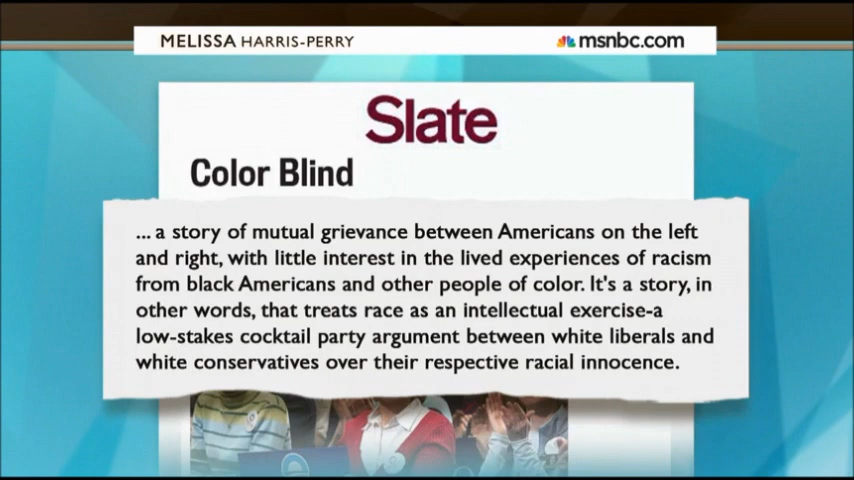 MELISSA HARRIS-PERRY
msnbc.com
Slate
Color Blind
... a story of mutual grievance between Americans on the left
and right, with little interest in the lived experiences of racism
from black Americans and other people of color. It's a story, in
other words, that treats race as an intellectual exercise-a
low-stakes cocktail party argument between white liberals and
white conservatives over their respective racial innocence.